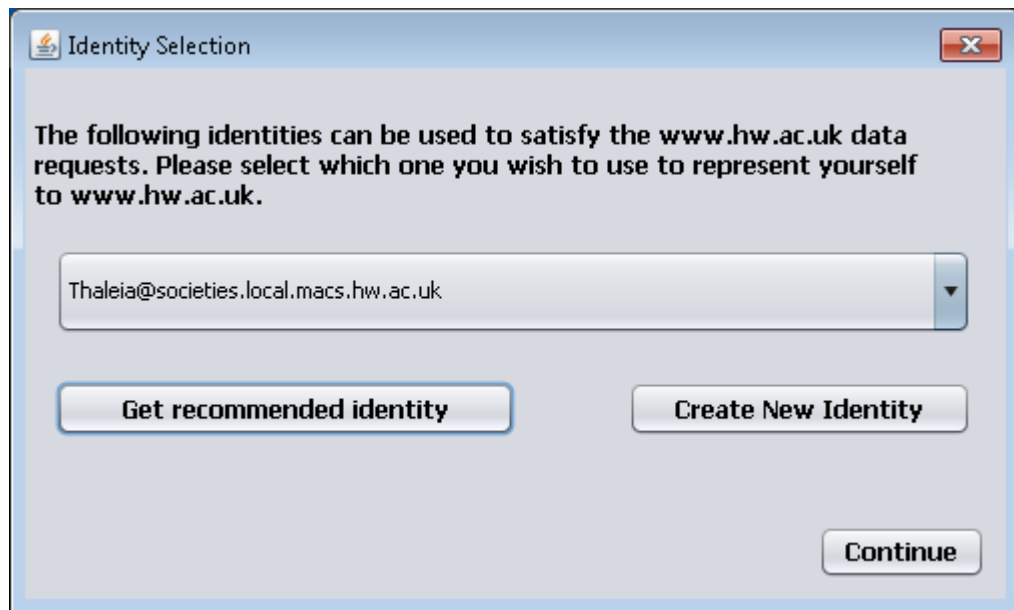 Identity Selection
The following identities can be used to satisfy the www.hw.ac.uk data
requests. Please select which one you wish to use to represent yourself
to www.hw.ac.uk.
Thaleia@societies.local.macs.hw.ac.uk
Get recommended identity
Create New Identity
Continue